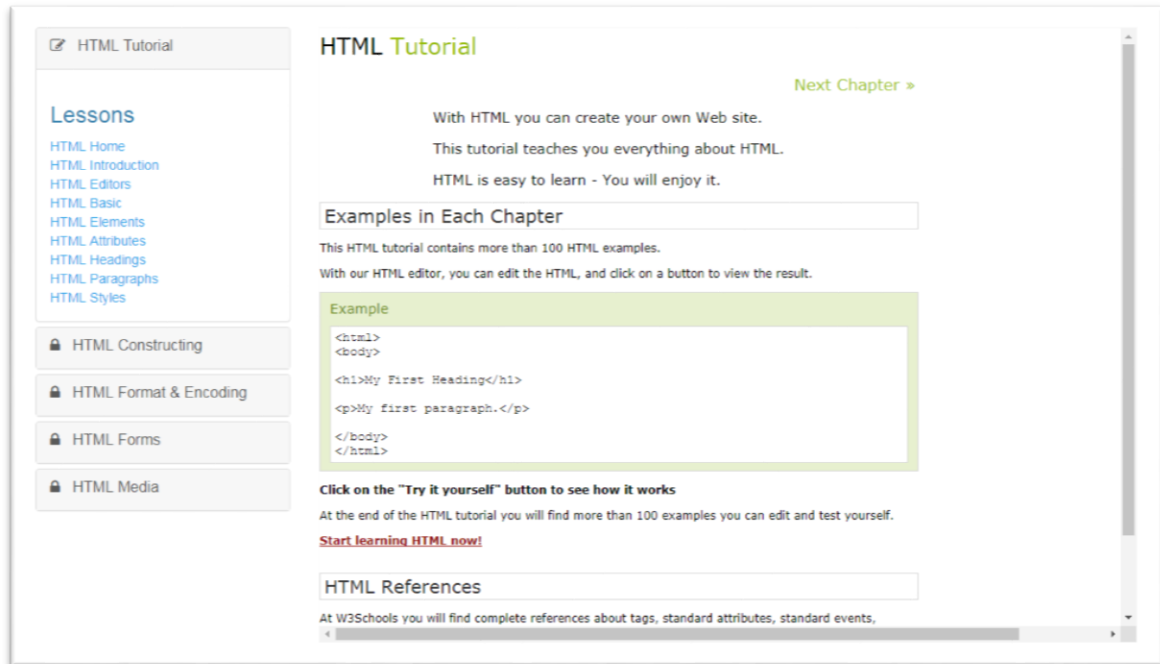 HTML Tutorial
Lessons
HTML Home
HTML Introduction
HTML Editors
HTML Basic
HTML Elements
HTML Attributes
HTML Headings
HTML Paragraphs
HTML Styles
HTML Constructing
HTML Format & Encoding
HTML Forms
HTML Media
HTML Tutorial
Next Chapter »
With HTML you can create your own Web site.
This tutorial teaches you everything about HTML.
HTML is easy to learn - You will enjoy it.
Examples in Each Chapter
This HTML tutorial contains more than 100 HTML examples.
With our HTML editor, you can edit the HTML, and click on a button to view the result.
Example
<html>
<body>
<h1>My First Heading</h1>
<p>My first paragraph.</p>
</body>
</html>
Click on the "Try it yourself" button to see how it works
At the end of the HTML tutorial you will find more than 100 examples you can edit and test yourself.
Start learning HTML now!
HTML References
At W3Schools you will find complete references about tags, standard attributes, standard events,